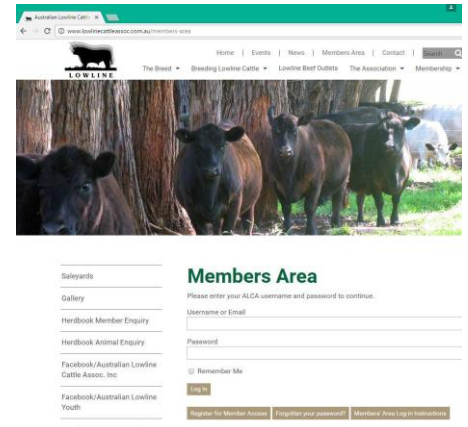 Australian Lowline Cattle
www.lowlinecattleassoc.com.au/members-area
Home | Events | News | Members Area | Contact | Search
LOWLINE
The Breed Breeding Lowline Cattle Lowline Beef Outlets The Association Membership
Saleyards
Gallery
Herdbook Member Enquiry
Herdbook Animal Enquiry
Facebook/Australian Lowline
Cattle Assoc. Inc
Facebook/Australian Lowline
Youth
Members Area
Please enter your ALCA username and password to continue.
Username or Email
Password
Remember Me
Log In
Register for Member Access Forgotten your password? Members' Area Log-in Instructions